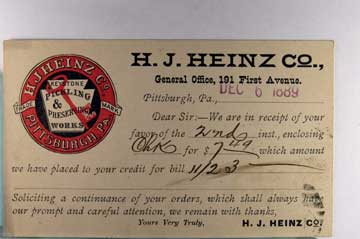 H. J. HEINZ CO.,
General Office, 191 First Avenue.
DEC 6 1889
Pittsburgh, Pa.,
H.J. HEINZ CO.
KEYSTONE
PICKLING
&
PRESERVING
WORKS
TRADE MARK
PITTSBURGH, PA
Dear Sir:—We are in receipt of your
favor of the 2nd inst., enclosing
Chk for $ 7 49 which amount
we have placed to your credit for bill 11/23
Soliciting a continuance of your orders, which shall always have
our prompt and careful attention, we remain with thanks,
Yours Very Truly, H. J. HEINZ CO.